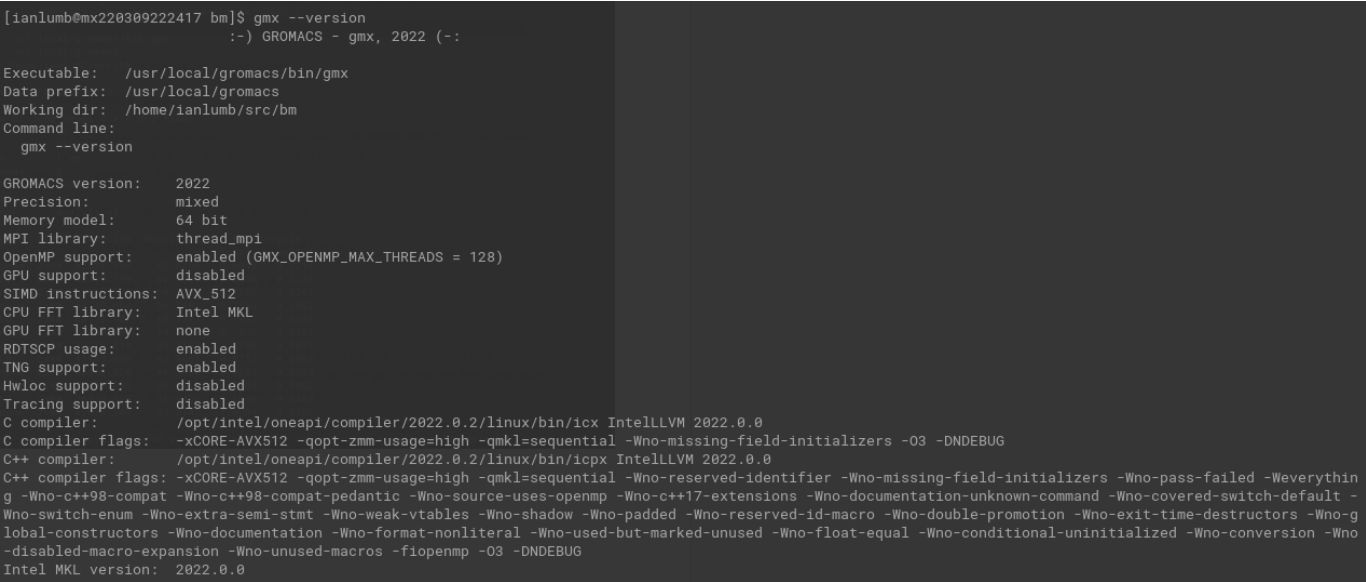 [ianlumb@mx220309222417 bm]$ gmx --version
:-) GROMACS - gmx, 2022 (-:
Executable:   /usr/local/gromacs/bin/gmx
Data prefix:  /usr/local/gromacs
Working dir:  /home/ianlumb/src/bm
Command line:
  gmx --version
GROMACS version:    2022
Precision:          mixed
Memory model:       64 bit
MPI library:        thread_mpi
OpenMP support:     enabled (GMX_OPENMP_MAX_THREADS = 128)
GPU support:        disabled
SIMD instructions:  AVX_512
CPU FFT library:    Intel MKL
GPU FFT library:    none
RDTSCP usage:       enabled
TNG support:        enabled
Hwloc support:      disabled
Tracing support:    disabled
C compiler:         /opt/intel/oneapi/compiler/2022.0.2/linux/bin/icx IntelLLVM 2022.0.0
C compiler flags:   -xCORE-AVX512 -qopt-zmm-usage=high -qmkl=sequential -Wno-missing-field-initializers -O3 -DNDEBUG
C++ compiler:       /opt/intel/oneapi/compiler/2022.0.2/linux/bin/icpx IntelLLVM 2022.0.0
C++ compiler flags: -xCORE-AVX512 -qopt-zmm-usage=high -qmkl=sequential -Wno-reserved-identifier -Wno-missing-field-initializers -Wno-pass-failed -Weverythin
g -Wno-c++98-compat -Wno-c++98-compat-pedantic -Wno-source-uses-openmp -Wno-c++17-extensions -Wno-documentation-unknown-command -Wno-covered-switch-default -
Wno-switch-enum -Wno-extra-semi-stmt -Wno-weak-vtables -Wno-shadow -Wno-padded -Wno-reserved-id-macro -Wno-double-promotion -Wno-exit-time-destructors -Wno-g
lobal-constructors -Wno-documentation -Wno-format-nonliteral -Wno-used-but-marked-unused -Wno-float-equal -Wno-conditional-uninitialized -Wno-conversion -Wno
-disabled-macro-expansion -Wno-unused-macros -fiopenmp -O3 -DNDEBUG
Intel MKL version:  2022.0.0